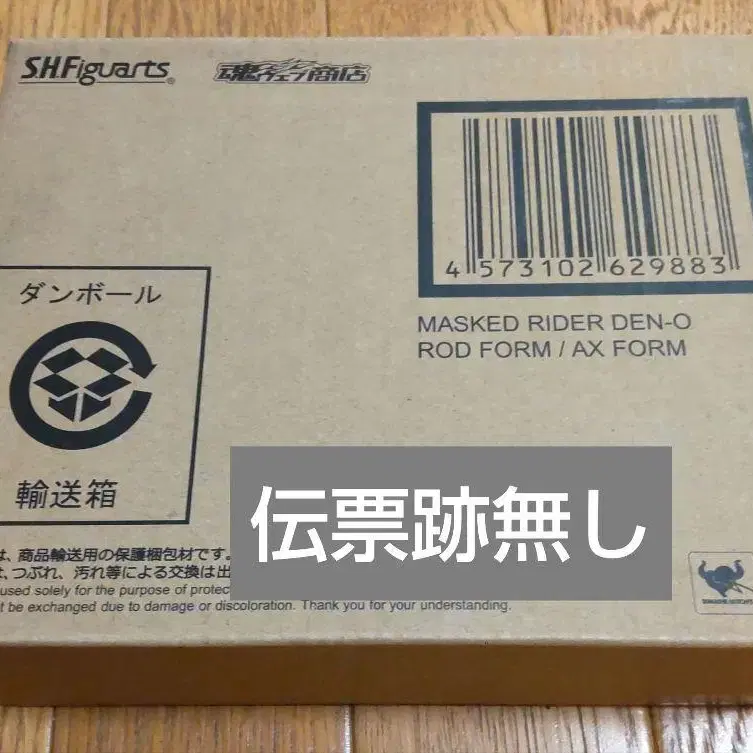 S.H.Figuarts
魂ウェブ商店
4 573102 629883
MASKED RIDER DEN-O
ROD FORM / AX FORM
ダンボール
輸送箱
伝票跡無し
は、商品輸送用の保護梱包材です。
、つぶれ、汚れ等による交換は出
used solely for the purpose of protec
t be exchanged due to damage or discoloration. Thank you for your understanding.